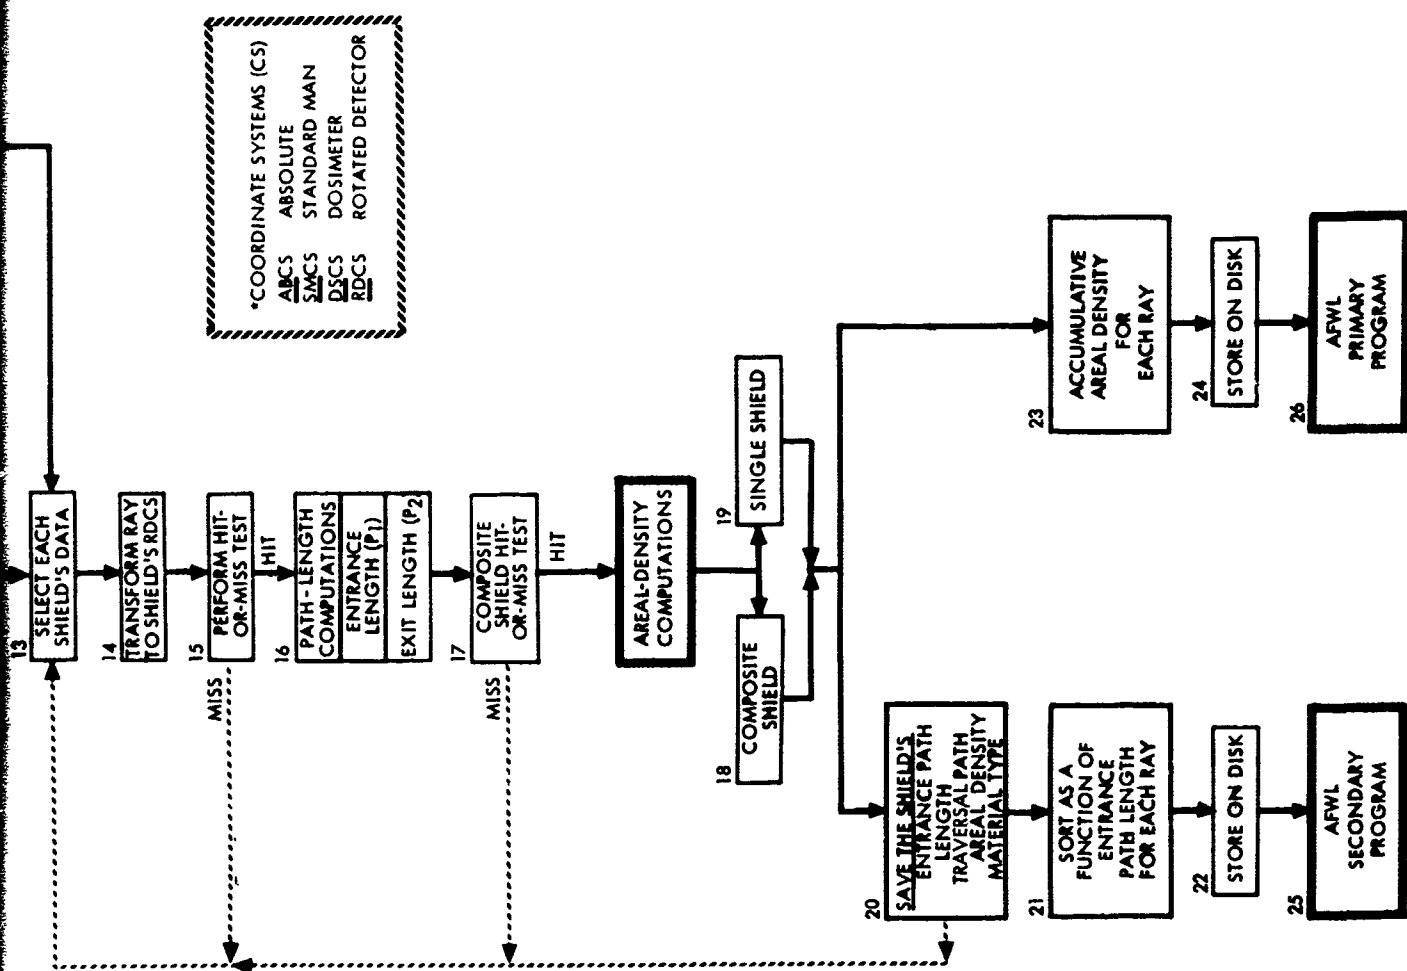 *COORDINATE SYSTEMS (CS)
ABCS ABSOLUTE
SMCS STANDARD MAN
DSCS DOSIMETER
RDCS ROTATED DETECTOR
13
SELECT EACH
SHIELD'S DATA
14
TRANSFORM RAY
TO SHIELD'S RDCS
15
PERFORM HIT-
OR-MISS TEST
MISS
HIT
16
PATH-LENGTH
COMPUTATIONS
ENTRANCE
LENGTH (P1)
EXIT LENGTH (P2)
17
COMPOSITE
SHIELD HIT-
OR-MISS TEST
MISS
HIT
AREAL-DENSITY
COMPUTATIONS
18
COMPOSITE
SHIELD
19
SINGLE SHIELD
20
SAVE THE SHIELD'S
ENTRANCE PATH
LENGTH
TRAVERSAL PATH
AREAL DENSITY
MATERIAL TYPE
21
SORT AS A
FUNCTION OF
ENTRANCE
PATH LENGTH
FOR EACH RAY
22
STORE ON DISK
25
AFWL
SECONDARY
PROGRAM
23
ACCUMULATIVE
AREAL DENSITY
FOR
EACH RAY
24
STORE ON DISK
26
AFWL
PRIMARY
PROGRAM